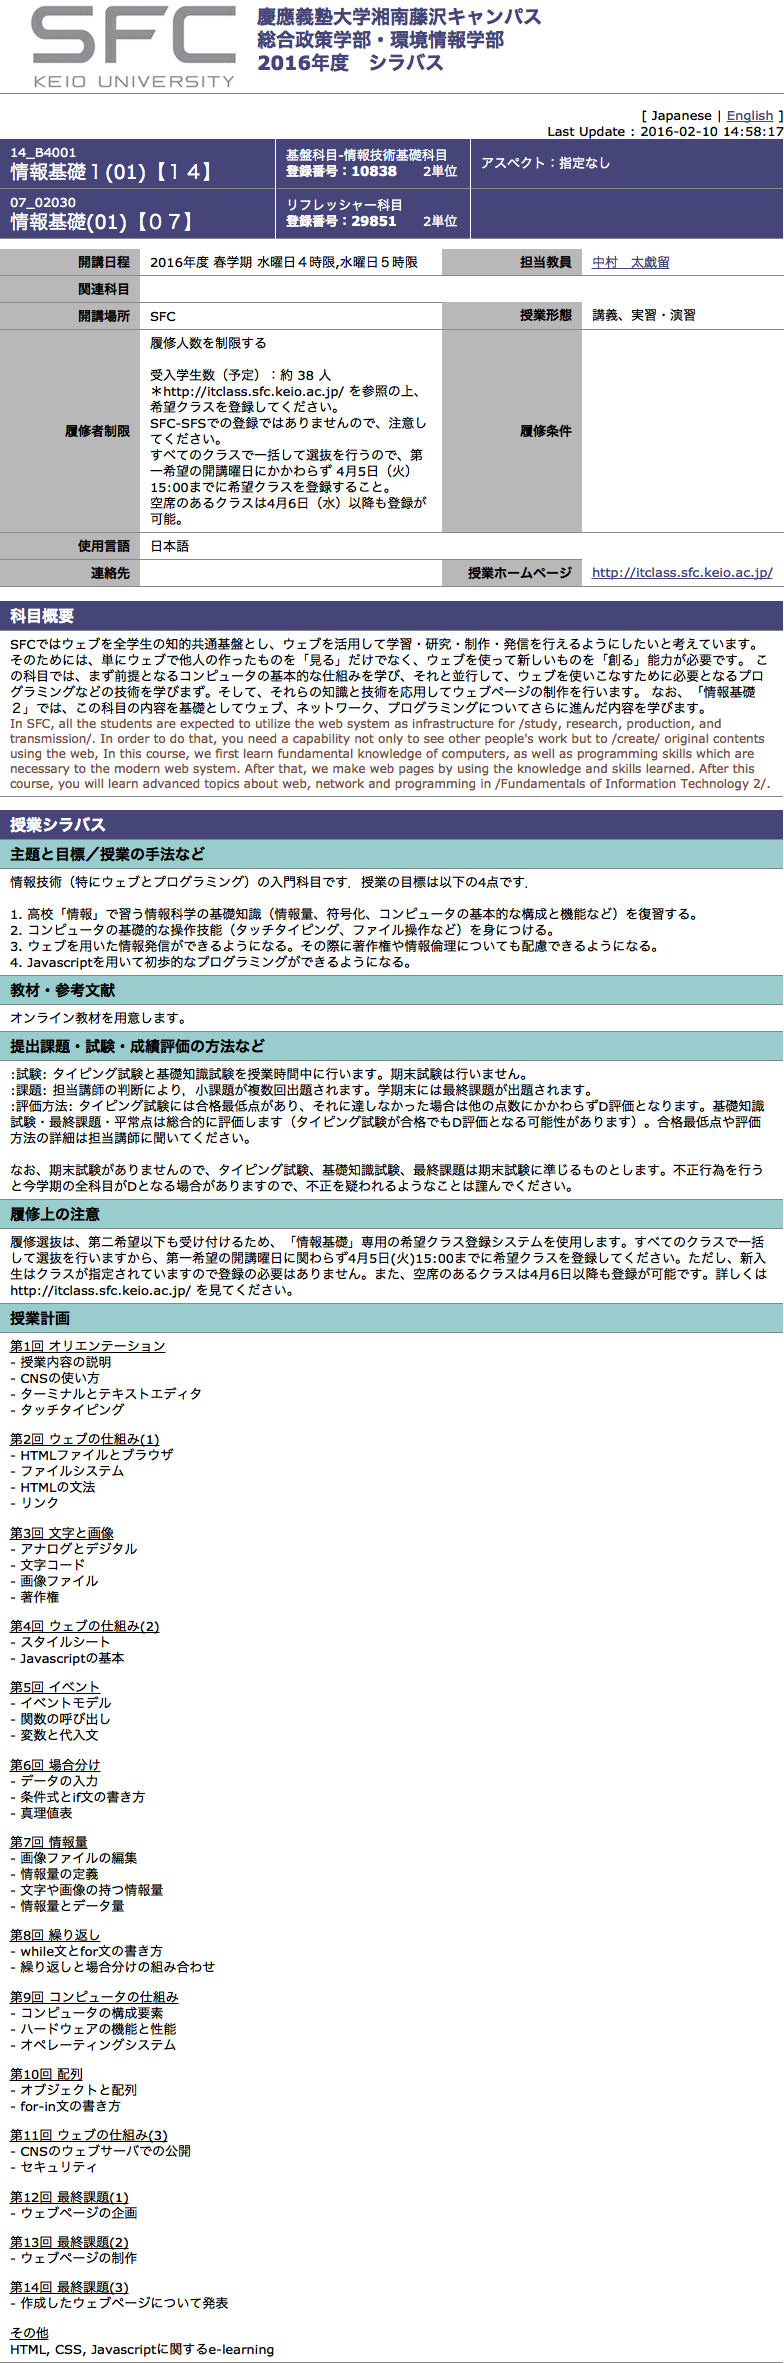 SFC
KEIO UNIVERSITY
慶應義塾大学湘南藤沢キャンパス
総合政策学部・環境情報学部
2016年度　シラバス
[ Japanese | English ]
Last Update : 2016-02-10 14:58:17
14_B4001
情報基礎１(01)【１４】
基盤科目-情報技術基礎科目
登録番号：10838　　2単位
アスペクト：指定なし
07_02030
情報基礎(01)【０７】
リフレッシャー科目
登録番号：29851　　2単位
開講日程　2016年度 春学期 水曜日４時限,水曜日５時限　担当教員　中村　太戯留
関連科目
開講場所　SFC　授業形態　講義、実習・演習
履修者制限
履修人数を制限する
受入学生数（予定）：約 38 人
＊http://itclass.sfc.keio.ac.jp/ を参照の上、
希望クラスを登録してください。
SFC-SFSでの登録ではありませんので、注意し
てください。
すべてのクラスで一括して選抜を行うので、第
一希望の開講曜日にかかわらず 4月5日（火）
15:00までに希望クラスを登録すること。
空席のあるクラスは4月6日（水）以降も登録が
可能。
履修条件
使用言語　日本語
連絡先　授業ホームページ　http://itclass.sfc.keio.ac.jp/
科目概要
SFCではウェブを全学生の知的共通基盤とし、ウェブを活用して学習・研究・制作・発信を行えるようにしたいと考えています。
そのためには、単にウェブで他人の作ったものを「見る」だけでなく、ウェブを使って新しいものを「創る」能力が必要です。 こ
の科目では、まず前提となるコンピュータの基本的な仕組みを学び、それと並行して、ウェブを使いこなすために必要となるプロ
グラミングなどの技術を学びまず。そして、それらの知識と技術を応用してウェブページの制作を行います。 なお、「情報基礎
２」では、この科目の内容を基礎としてウェブ、ネットワーク、プログラミングについてさらに進んだ内容を学びます。
In SFC, all the students are expected to utilize the web system as infrastructure for /study, research, production, and
transmission/. In order to do that, you need a capability not only to see other people's work but to /create/ original contents
using the web, In this course, we first learn fundamental knowledge of computers, as well as programming skills which are
necessary to the modern web system. After that, we make web pages by using the knowledge and skills learned. After this
course, you will learn advanced topics about web, network and programming in /Fundamentals of Information Technology 2/.
授業シラバス
主題と目標／授業の手法など
情報技術（特にウェブとプログラミング）の入門科目です．授業の目標は以下の4点です．
1. 高校「情報」で習う情報科学の基礎知識（情報量、符号化、コンピュータの基本的な構成と機能など）を復習する。
2. コンピュータの基礎的な操作技能（タッチタイピング、ファイル操作など）を身につける。
3. ウェブを用いた情報発信ができるようになる。その際に著作権や情報倫理についても配慮できるようになる。
4. Javascriptを用いて初歩的なプログラミングができるようになる。
教材・参考文献
オンライン教材を用意します。
提出課題・試験・成績評価の方法など
:試験: タイピング試験と基礎知識試験を授業時間中に行います。期末試験は行いません。
:課題: 担当講師の判断により，小課題が複数回出題されます。学期末には最終課題が出題されます。
:評価方法: タイピング試験には合格最低点があり、それに達しなかった場合は他の点数にかかわらずD評価となります。基礎知識
試験・最終課題・平常点は総合的に評価します（タイピング試験が合格でもD評価となる可能性があります）。合格最低点や評価
方法の詳細は担当講師に聞いてください。
なお、期末試験がありませんので、タイピング試験、基礎知識試験、最終課題は期末試験に準じるものとします。不正行為を行う
と今学期の全科目がDとなる場合がありますので、不正を疑われるようなことは謹んでください。
履修上の注意
履修選抜は、第二希望以下も受け付けるため、「情報基礎」専用の希望クラス登録システムを使用します。すべてのクラスで一括
して選抜を行いますから、第一希望の開講曜日に関わらず4月5日(火)15:00までに希望クラスを登録してください。ただし、新入
生はクラスが指定されていますので登録の必要はありません。また、空席のあるクラスは4月6日以降も登録が可能です。詳しくは
http://itclass.sfc.keio.ac.jp/ を見てください。
授業計画
第1回 オリエンテーション
- 授業内容の説明
- CNSの使い方
- ターミナルとテキストエディタ
- タッチタイピング
第2回 ウェブの仕組み(1)
- HTMLファイルとブラウザ
- ファイルシステム
- HTMLの文法
- リンク
第3回 文字と画像
- アナログとデジタル
- 文字コード
- 画像ファイル
- 著作権
第4回 ウェブの仕組み(2)
- スタイルシート
- Javascriptの基本
第5回 イベント
- イベントモデル
- 関数の呼び出し
- 変数と代入文
第6回 場合分け
- データの入力
- 条件式とif文の書き方
- 真理値表
第7回 情報量
- 画像ファイルの編集
- 情報量の定義
- 文字や画像の持つ情報量
- 情報量とデータ量
第8回 繰り返し
- while文とfor文の書き方
- 繰り返しと場合分けの組み合わせ
第9回 コンピュータの仕組み
- コンピュータの構成要素
- ハードウェアの機能と性能
- オペレーティングシステム
第10回 配列
- オブジェクトと配列
- for-in文の書き方
第11回 ウェブの仕組み(3)
- CNSのウェブサーバでの公開
- セキュリティ
第12回 最終課題(1)
- ウェブページの企画
第13回 最終課題(2)
- ウェブページの制作
第14回 最終課題(3)
- 作成したウェブページについて発表
その他
HTML, CSS, Javascriptに関するe-learning